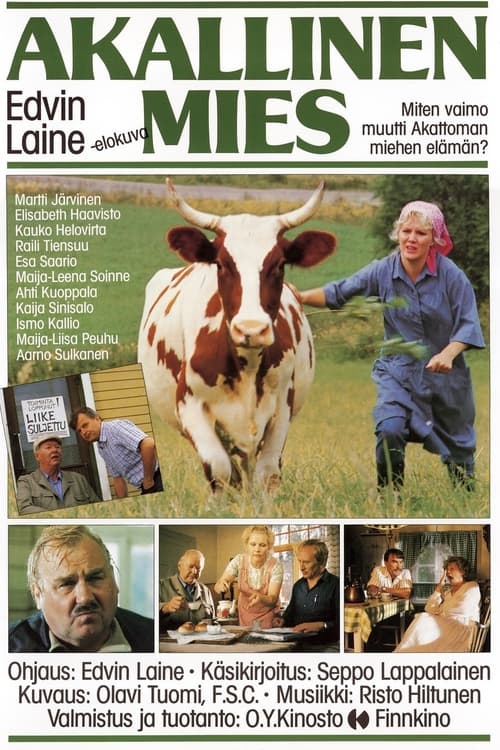 AKALLINEN
MIES
Edvin
Laine -elokuva
Miten vaimo
muutti Akattoman
miehen elämän?
Martti Järvinen
Elisabeth Haavisto
Kauko Helovirta
Raili Tiensuu
Esa Saario
Maija-Leena Soinne
Ahti Kuoppala
Kaija Sinisalo
Ismo Kallio
Maija-Liisa Peuhu
Aarno Sulkanen
TOIMINTA
LOPPUNUT!
LIIKE
SULJETTU
Ohjaus: Edvin Laine • Käsikirjoitus: Seppo Lappalainen
Kuvaus: Olavi Tuomi, F.S.C. • Musiikki: Risto Hiltunen
Valmistus ja tuotanto: O.Y.Kinosto Finnkino